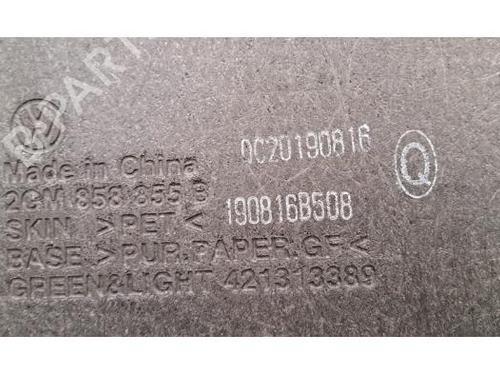 QC20190816
Q
Made in China
2GM 858 855 B
190816B508
SKIN >PET<
BASE >PUR.PAPER.GF<
GREEN&LIGHT 421313389